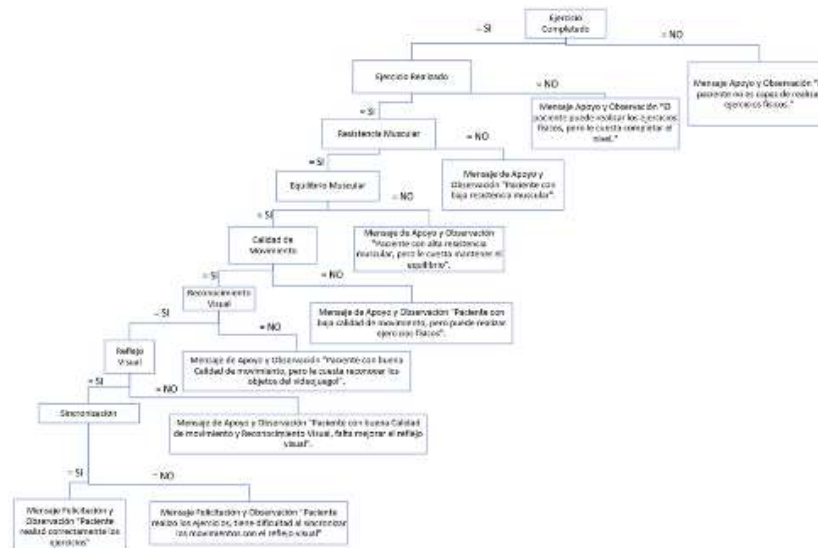 Ejercicio
Completado
= SI
= NO
Ejercicio Realizado
Mensaje Apoyo y Observación "El
paciente no es capaz de realizar
ejercicios físicos."
= SI
= NO
Mensaje Apoyo y Observación "El
paciente puede realizar los ejercicios
físicos, pero le cuesta completar el
nivel."
Resistencia Muscular
= SI
= NO
Mensaje de Apoyo y
Observación "Paciente con
baja resistencia muscular".
Equilibrio Muscular
= SI
= NO
Mensaje de Apoyo y Observación
"Paciente con alta resistencia
muscular, pero le cuesta mantener el
equilibrio".
Calidad de
Movimiento
= SI
= NO
Mensaje de Apoyo y Observación "Paciente con
baja calidad de movimiento, pero puede realizar
ejercicios físicos".
Reconocimiento
Visual
= SI
= NO
Mensaje de Apoyo y Observación "Paciente con buena
Calidad de movimiento, pero le cuesta reconocer los
objetos del videojuego".
Reflejo
Visual
= SI
= NO
Mensaje de Apoyo y Observación "Paciente con buena Calidad
de movimiento y Reconocimiento Visual, falta mejorar el reflejo
visual".
Sincronización
= SI
= NO
Mensaje Felicitación y
Observación "Paciente
realizó correctamente los
ejercicios"
Mensaje Felicitación y Observación "Paciente
realizo los ejercicios, tiene dificultad al sincronizar
los movimientos con el reflejo visual"